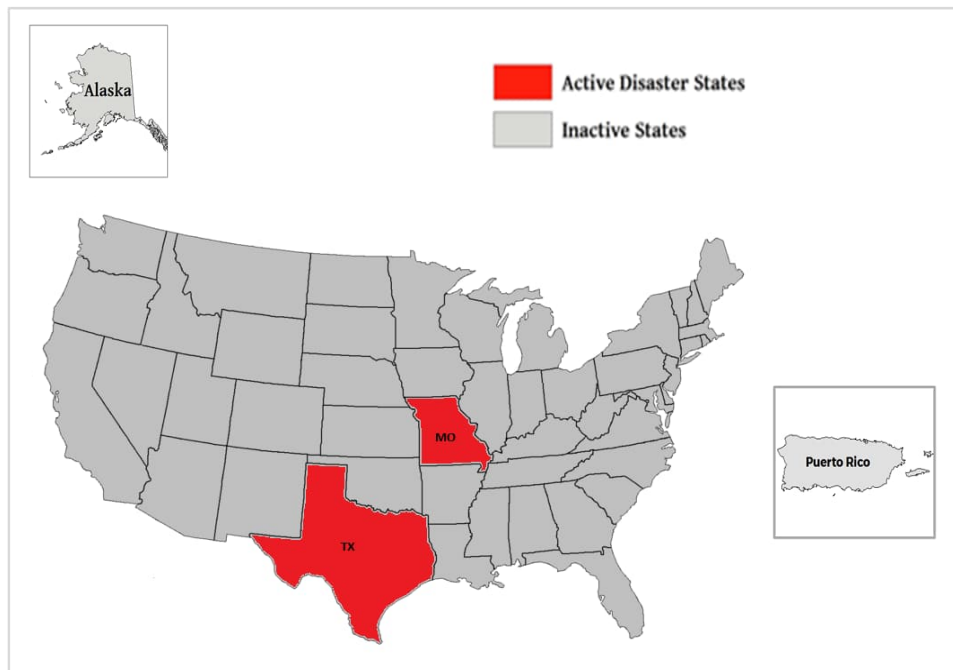 Alaska
Active Disaster States
Inactive States
MO
Puerto Rico
TX